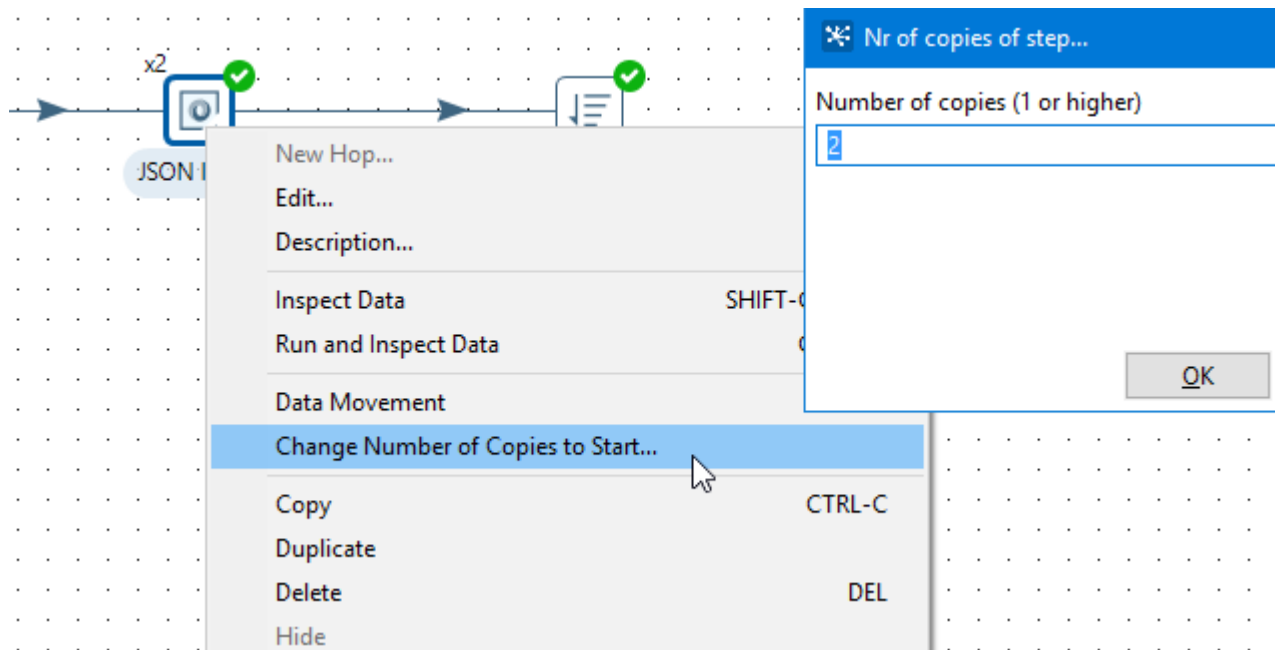 x2
JSON I
New Hop...
Edit...
Description...
Inspect Data SHIFT-
Run and Inspect Data
Data Movement
Change Number of Copies to Start...
Copy CTRL-C
Duplicate
Delete DEL
Hide
Nr of copies of step...
Number of copies (1 or higher)
2
OK